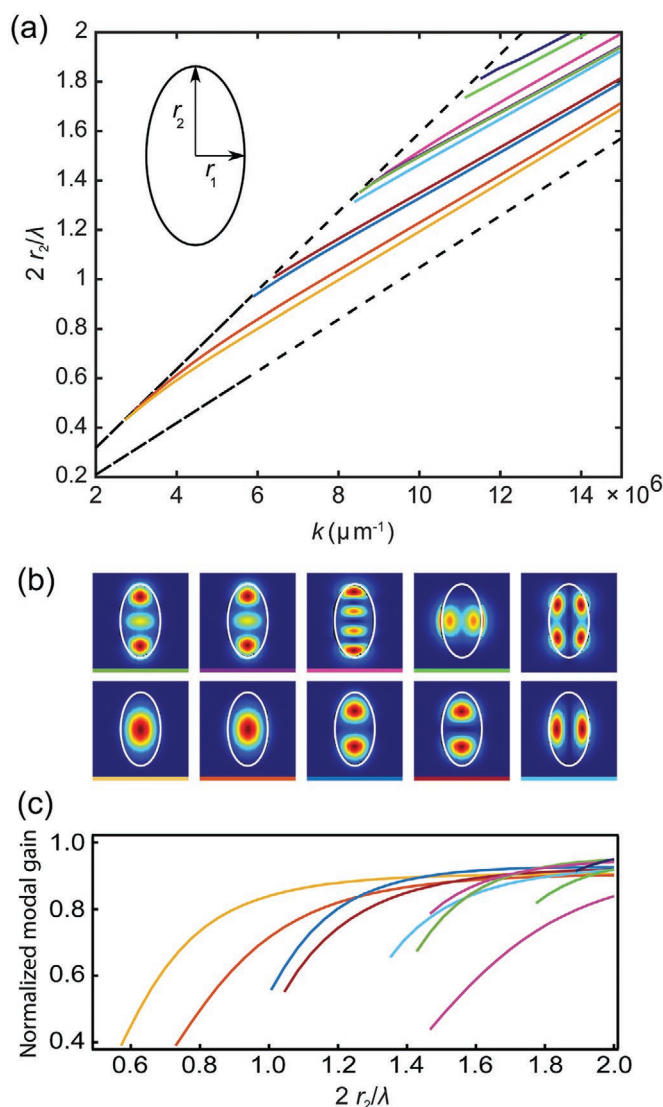 (a)
2
1.8
1.6
1.4
1.2
1
0.8
0.6
0.4
0.2
2 r₂/λ
r₂
r₁
2 4 6 8 10 12 14 × 10⁶
k (μm⁻¹)
(b)
(c)
Normalized modal gain
1.0
0.8
0.6
0.4
0.6 0.8 1.0 1.2 1.4 1.6 1.8 2.0
2 r₂/λ